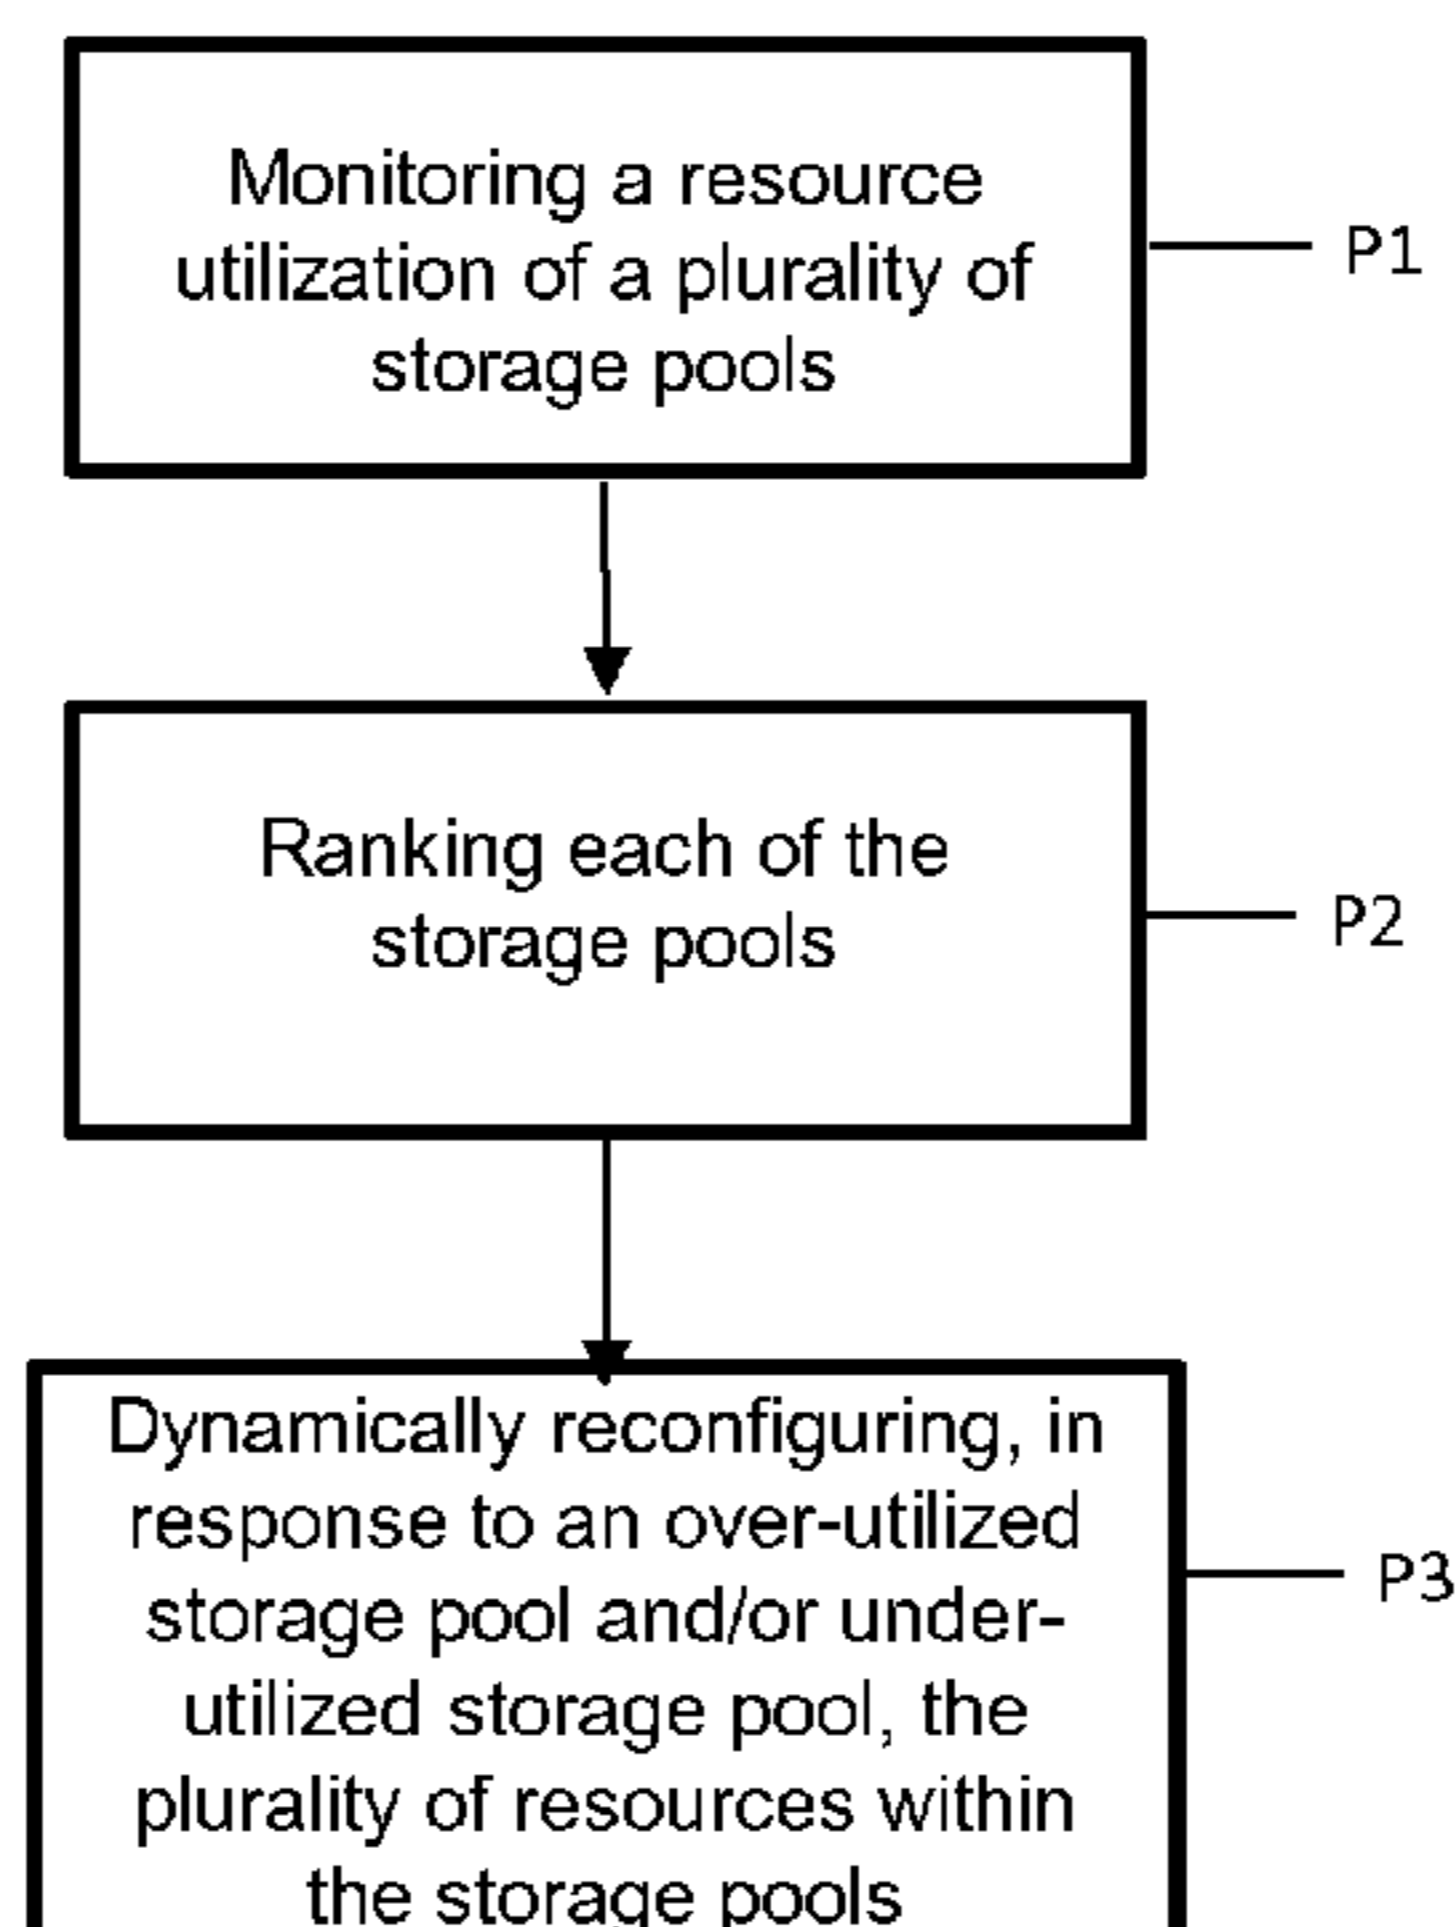 Monitoring a resource
utilization of a plurality of
storage pools
P1
Ranking each of the
storage pools
P2
Dynamically reconfiguring, in
response to an over-utilized
storage pool and/or under-
utilized storage pool, the
plurality of resources within
the storage pools
P3